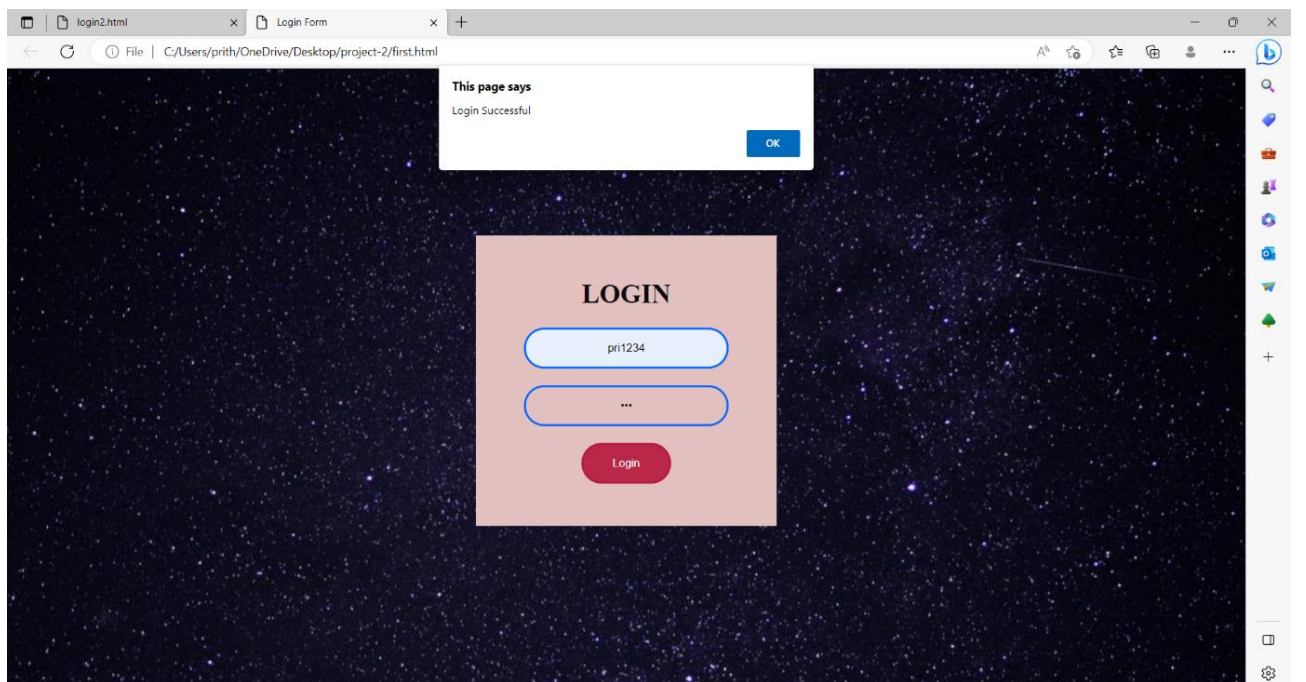 login2.html
Login Form
File | C:/Users/prith/OneDrive/Desktop/project-2/first.html
This page says
Login Successful
OK
LOGIN
pri1234
•••
Login